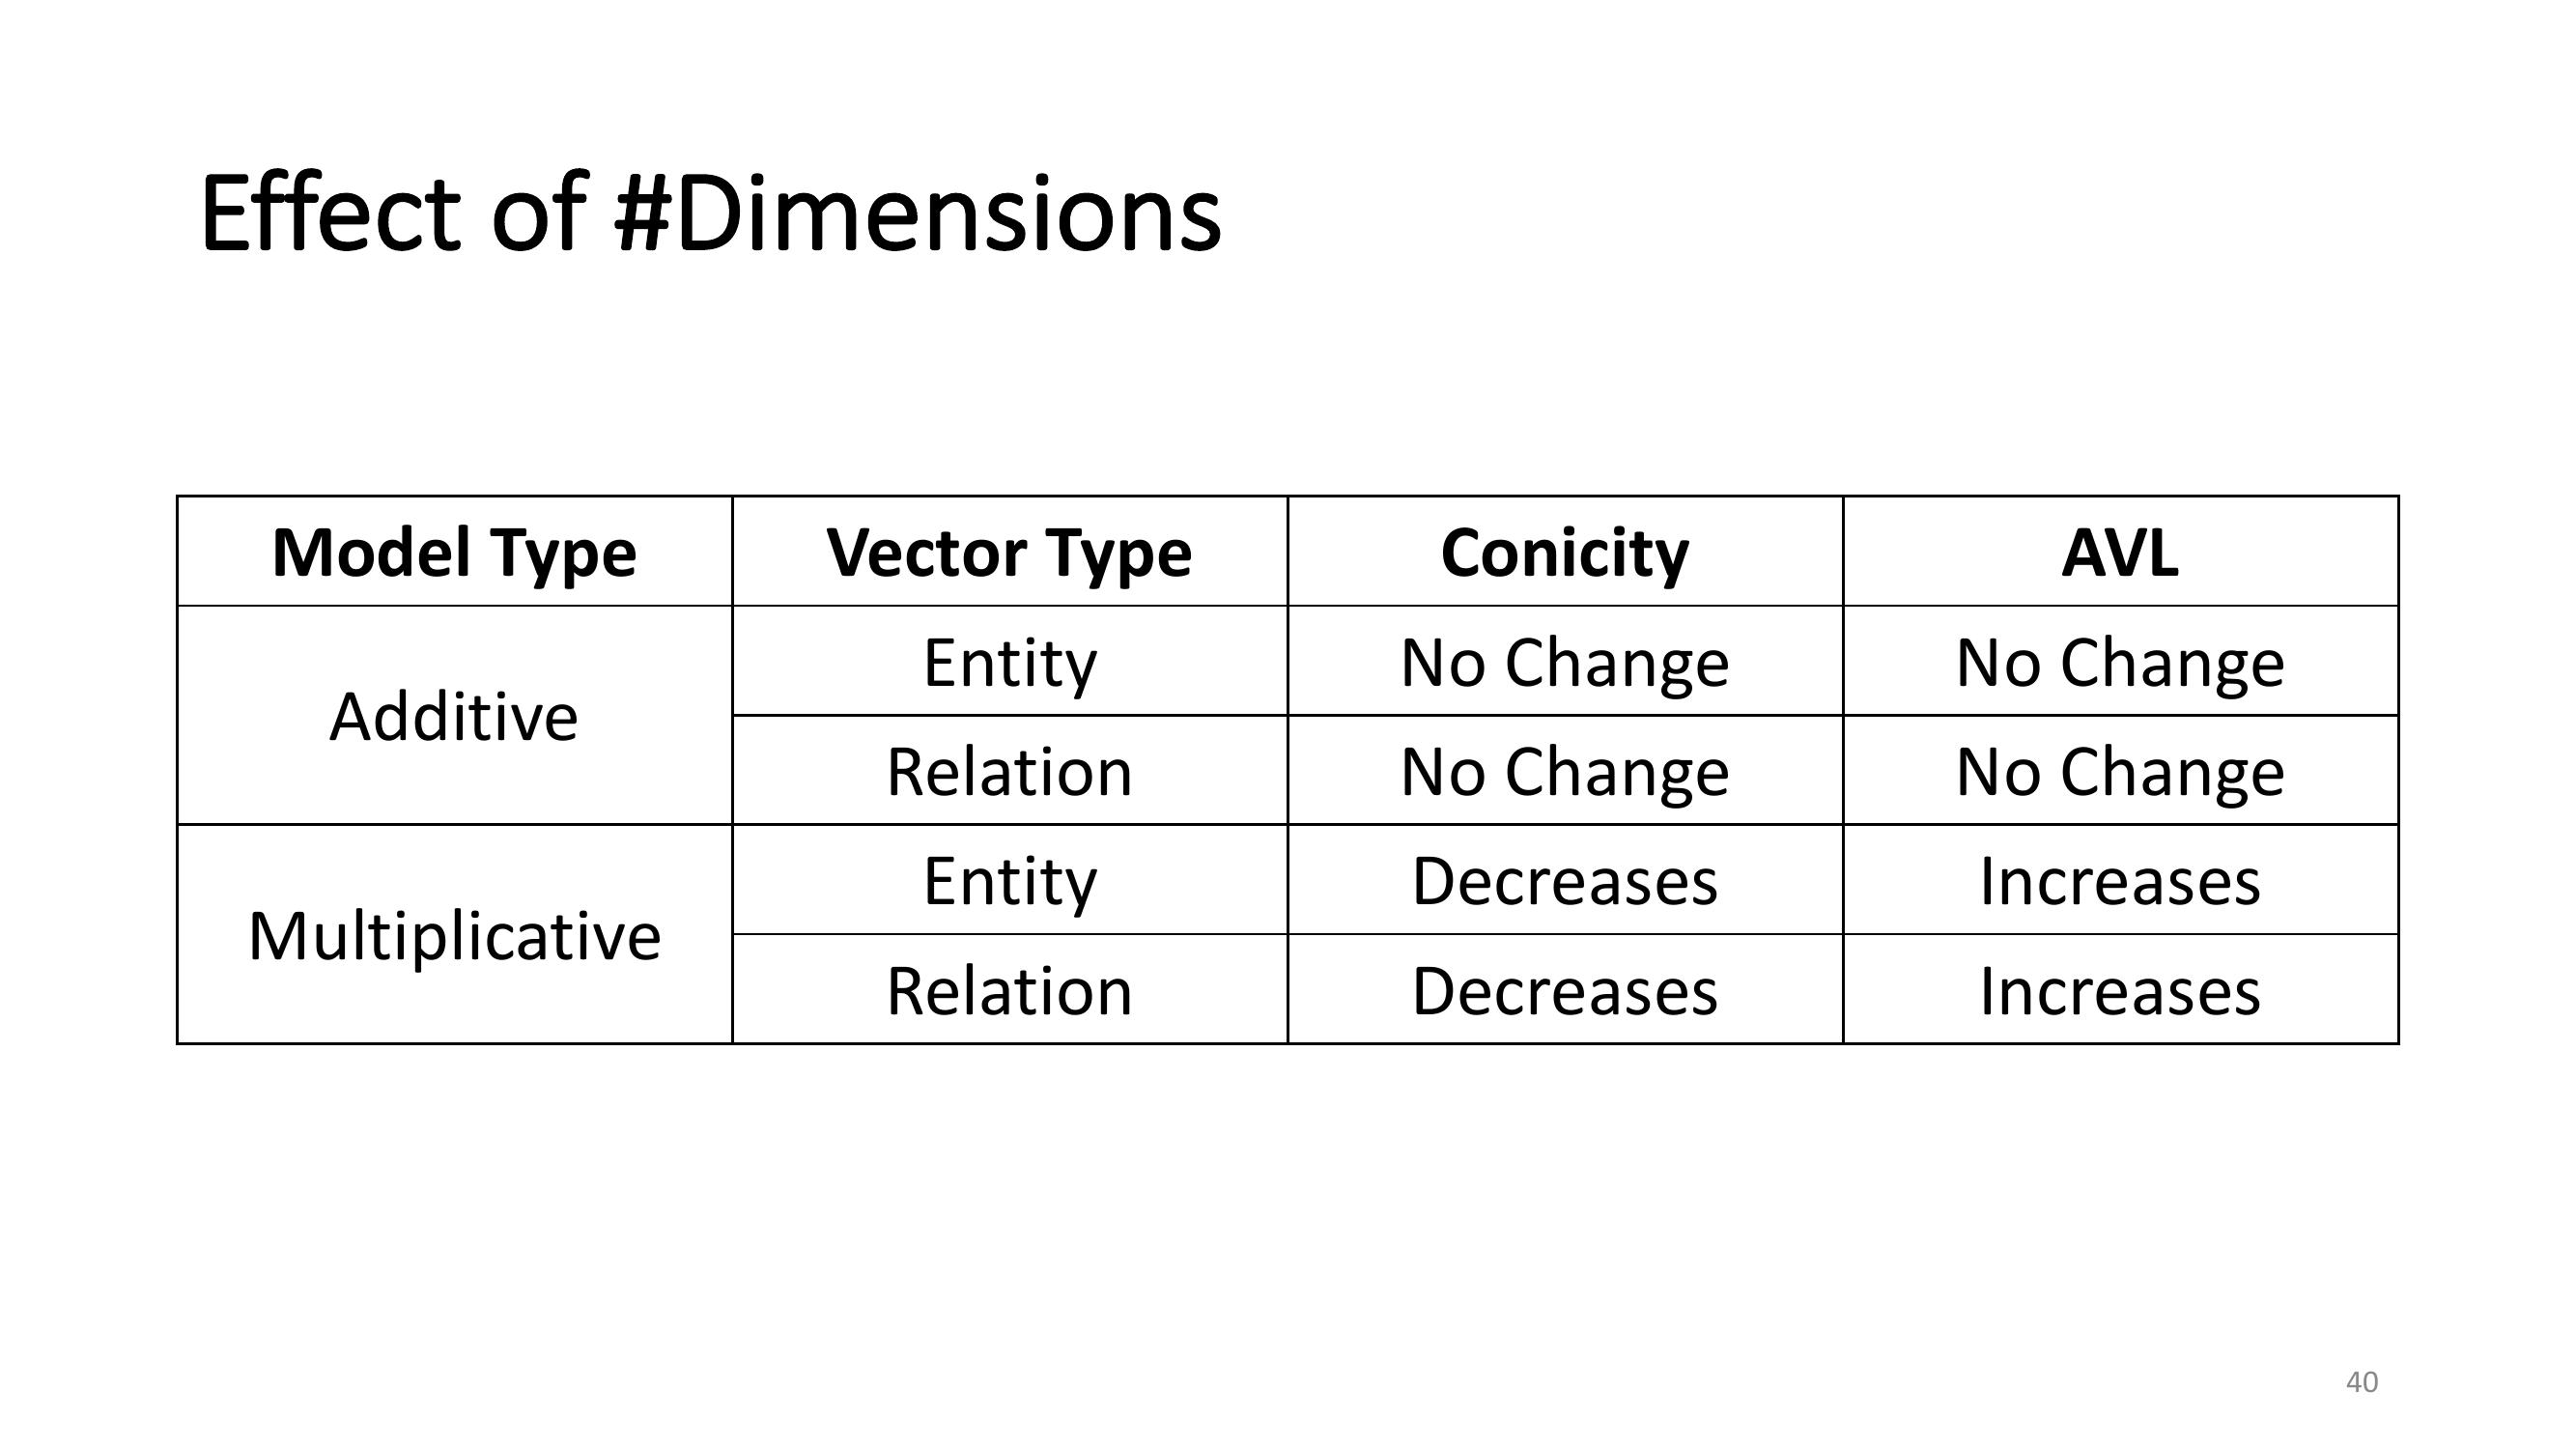 Effect of #Dimensions
Model Type Vector Type Conicity AVL
Additive Entity No Change No Change
Relation No Change No Change
Multiplicative Entity Decreases Increases
Relation Decreases Increases
40